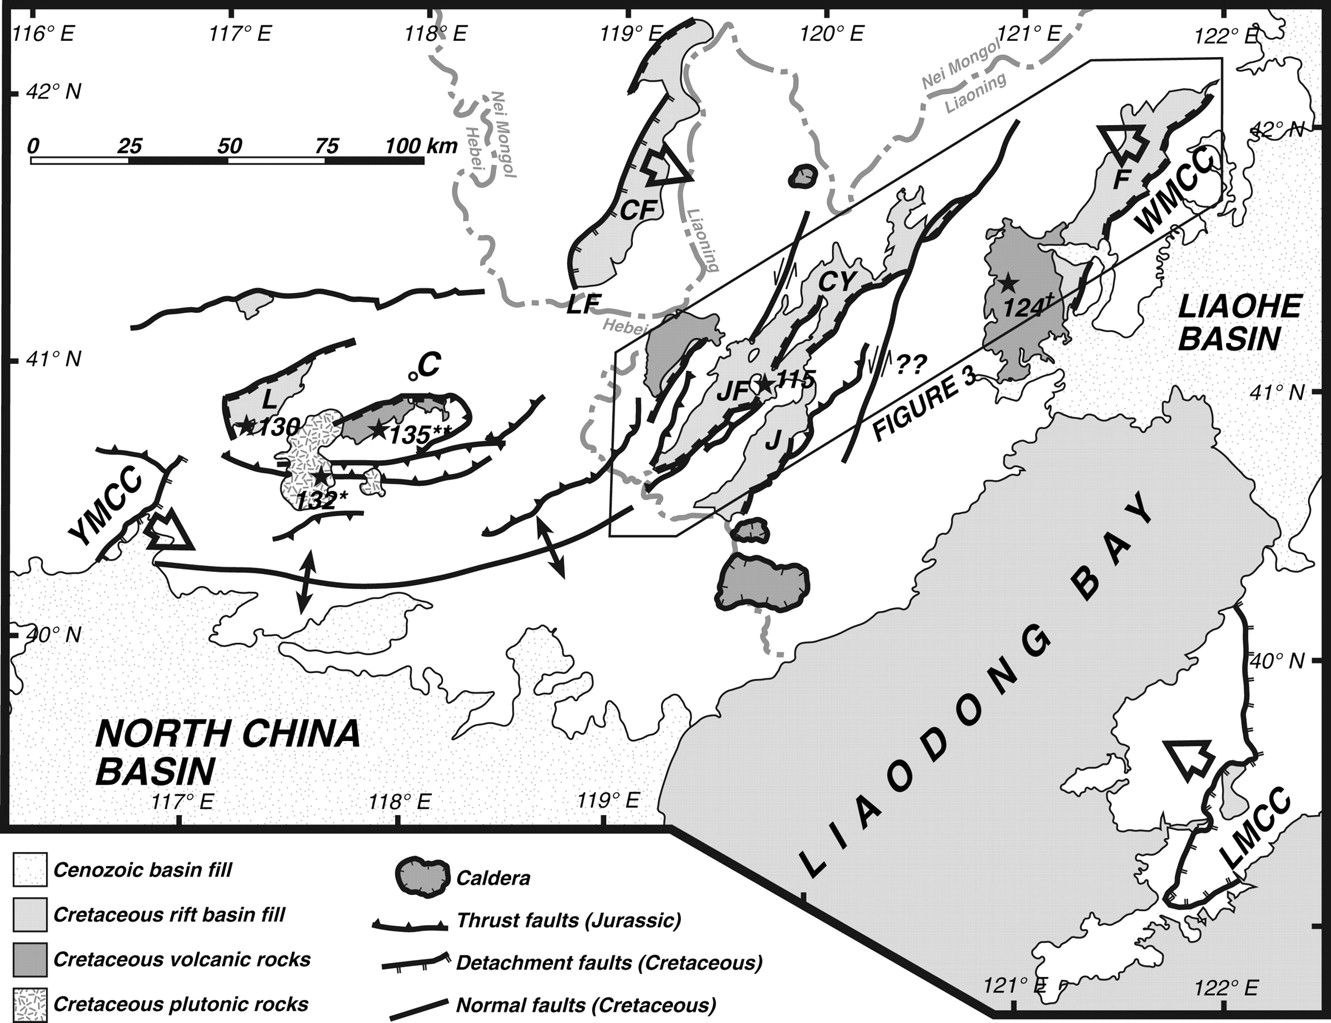 116° E
117° E
118° E
119° E
120° E
121° E
122° E
42° N
42° N
Nei Mongol
Liaoning
Nei Mongol
Hebei
0
25
50
75
100 km
F
WMCC
CF
Liaoning
LF
Hebei
CY
124†
LIAOHE
BASIN
41° N
41° N
C
L
130
135**
132*
JF
115
J
??
FIGURE 3
YMCC
40° N
40° N
LIAODONG BAY
NORTH CHINA
BASIN
117° E
118° E
119° E
LMCC
121° E
F
122° E
Cenozoic basin fill
Cretaceous rift basin fill
Cretaceous volcanic rocks
Cretaceous plutonic rocks
Caldera
Thrust faults (Jurassic)
Detachment faults (Cretaceous)
Normal faults (Cretaceous)